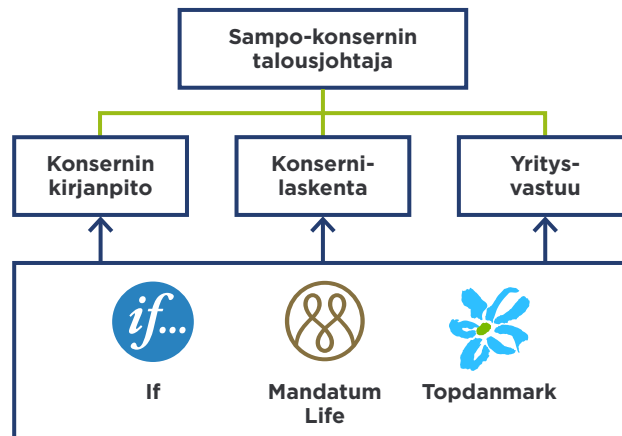 Sampo-konsernin
talousjohtaja
Konsernin
kirjanpito
Konserni-
laskenta
Yritys-
vastuu
if...
If
Mandatum
Life
Topdanmark